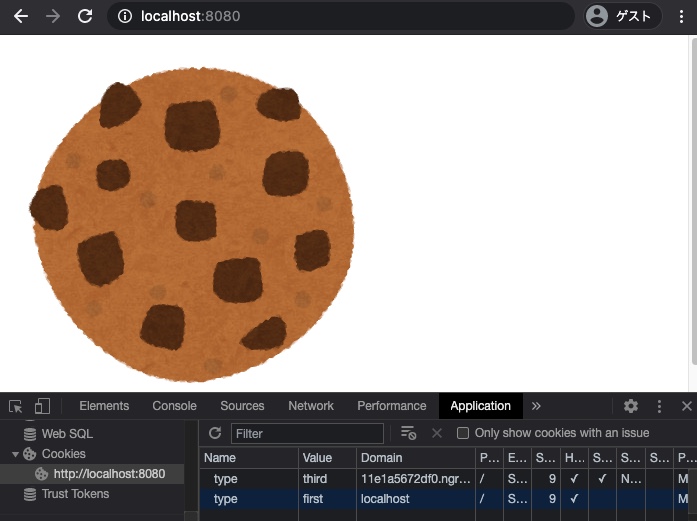 localhost:8080 ゲスト
Elements Console Sources Network Performance Application »
Web SQL
Cookies
http://localhost:8080
Trust Tokens
Filter Only show cookies with an issue
Name Value Domain P... E... S... H... S... S... S... P...
type third 11e1a5672df0.ngr... / S... 9 ✓ ✓ N... M
type first localhost / S... 9 ✓ M